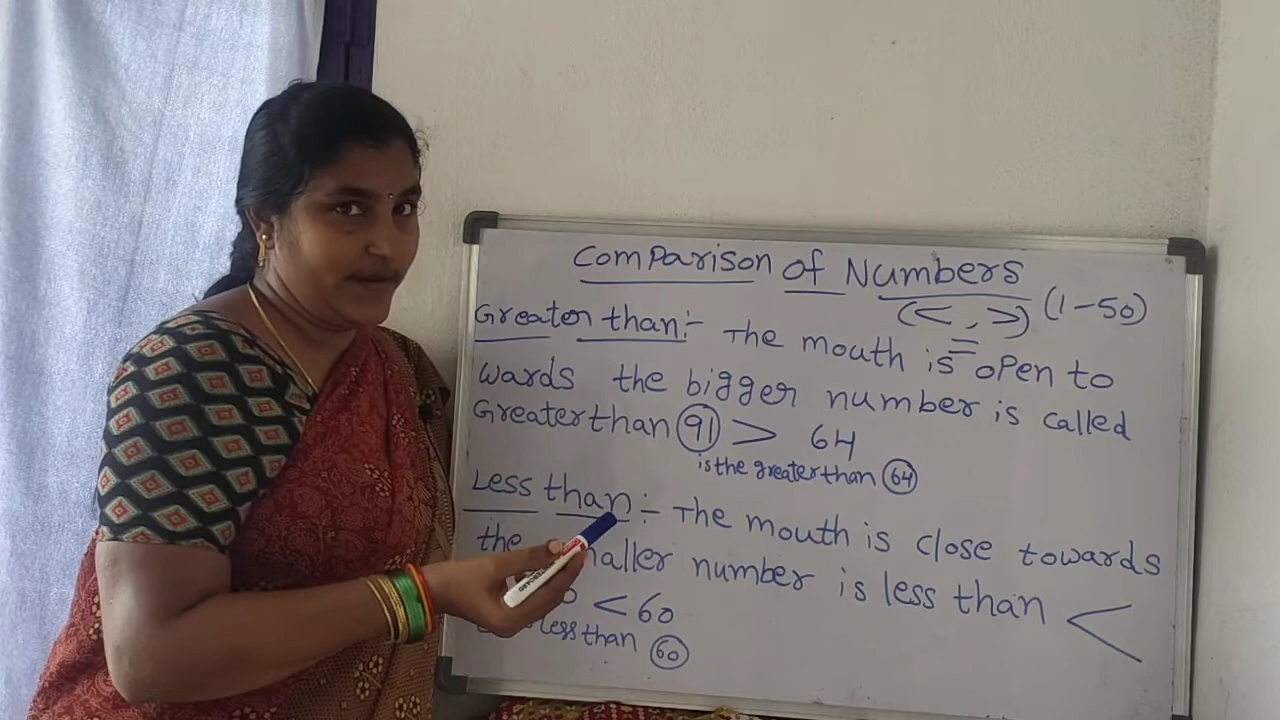 Comparison of Numbers
(<, >) (1-50)
=
Greater than:- The mouth is open to
wards the bigger number is called
Greater than 91 > 64
is the greater than 64
Less than:- The mouth is close towards
the number is less than <
< 60
less than 60